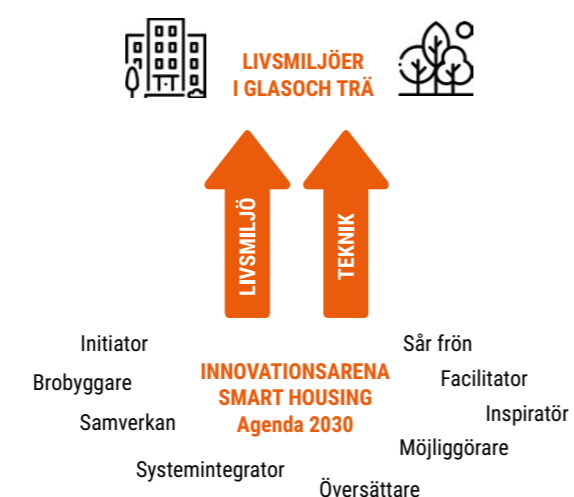 LIVSMILJÖER
I GLASOCH TRÄ
LIVSMILJÖ
TEKNIK
Initiator
Sår frön
Brobyggare
INNOVATIONSARENA
SMART HOUSING
Agenda 2030
Facilitator
Samverkan
Inspiratör
Möjliggörare
Systemintegrator
Översättare